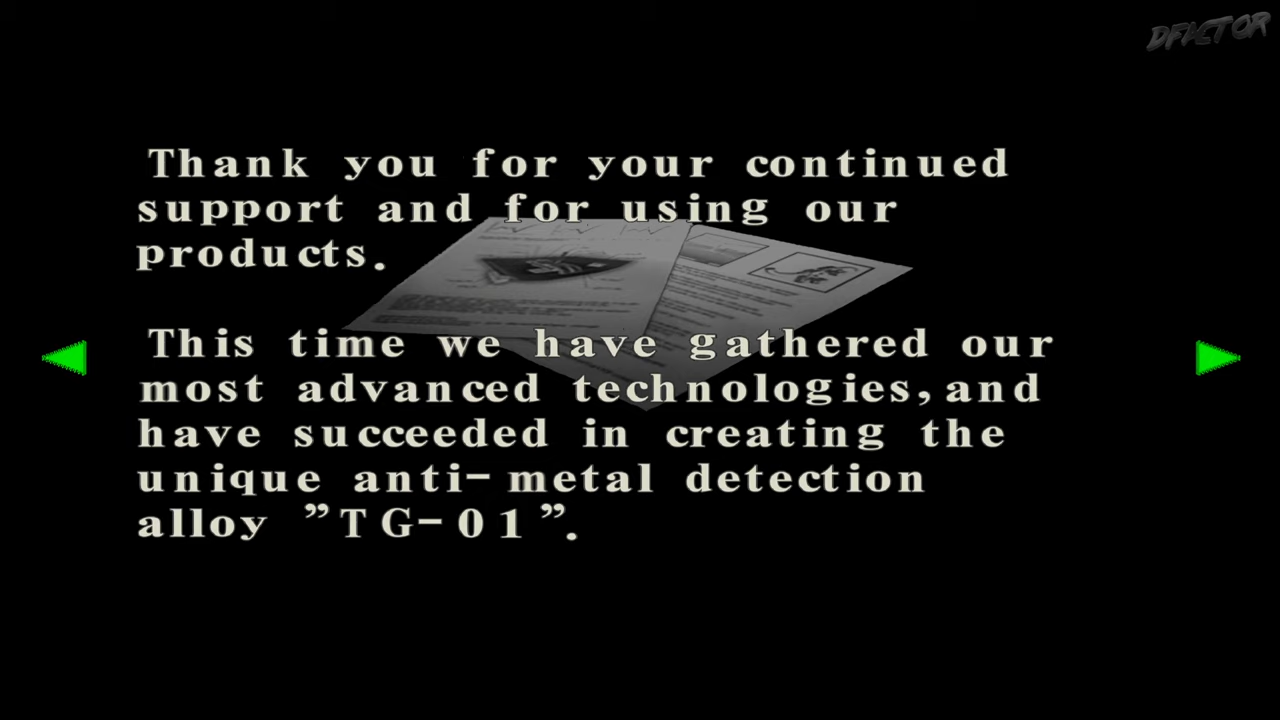 DFACTOR
Thank you for your continued
support and for using our
products.
This time we have gathered our
most advanced technologies,and
have succeeded in creating the
unique anti-metal detection
alloy ”TG-01”.